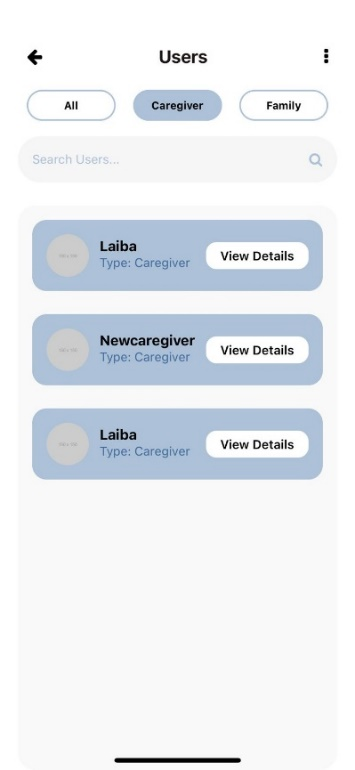 Users
All
Caregiver
Family
Search Users...
Laiba
Type: Caregiver
View Details
Newcaregiver
Type: Caregiver
View Details
Laiba
Type: Caregiver
View Details